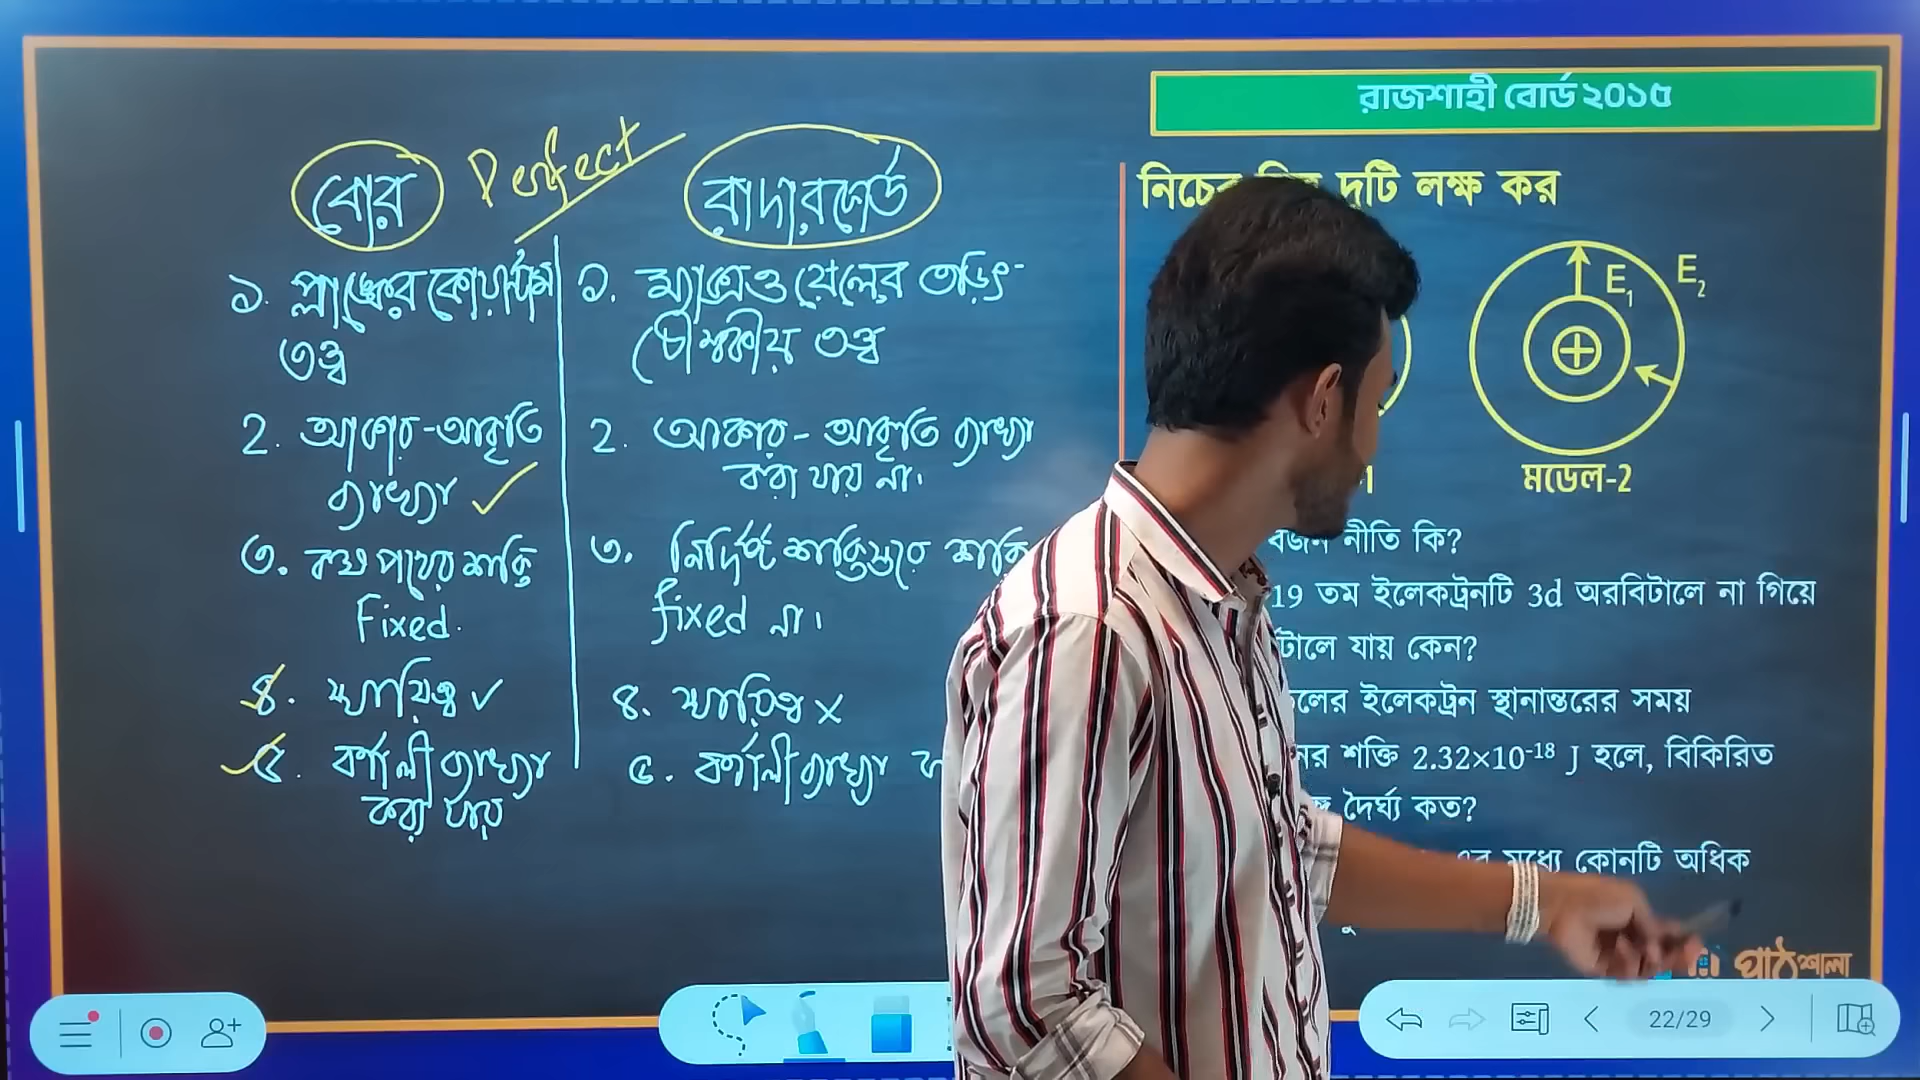 রাজশাহী বোর্ড ২০১৫
বোর
Perfect
রাদারফোর্ড
১. প্লাঙ্কের কোয়ান্টাম
তত্ত্ব
2. আকার-আকৃতি
ব্যাখ্যা ✓
৩. কক্ষপথের শক্তি
Fixed.
৪. স্থায়িত্ব ✓
৫. বর্ণালী ব্যাখ্যা
করা যায়
১. ম্যাক্সওয়েলের তড়িৎ-
চৌম্বকীয় তত্ত্ব
2. আকার - আকৃতি ব্যাখ্যা
করা যায় না।
৩. নির্দিষ্ট শক্তিস্তরে শক্তি
fixed না।
৪. স্থায়িত্ব ×
৫. বর্ণালী ব্যাখ্যা
দুটি লক্ষ কর
E₁
E₂
মডেল-2
নীতি কি?
19 তম ইলেকট্রনটি 3d অরবিটালে না গিয়ে
যায় কেন?
ইলেকট্রন স্থানান্তরের সময়
শক্তি 2.32×10⁻¹⁸ J হলে, বিকিরিত
দৈর্ঘ্য কত?
মধ্যে কোনটি অধিক
পাঠশালা
22/29